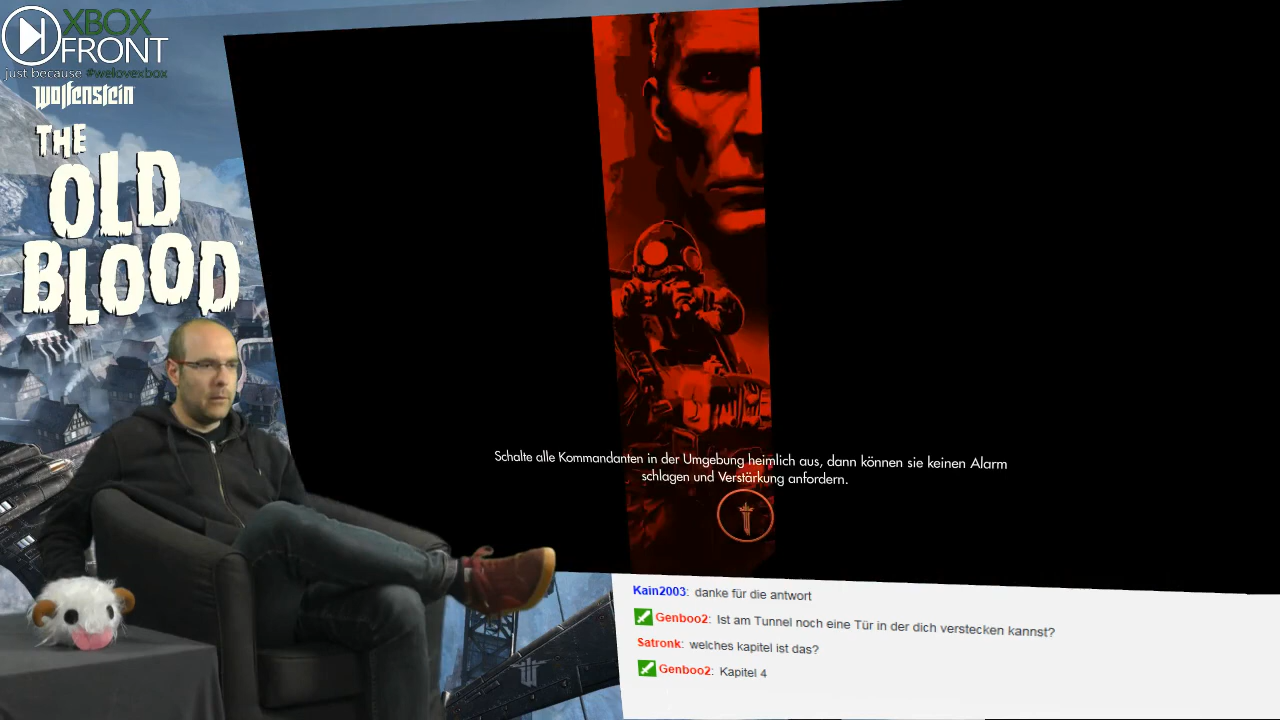 XBOX
FRONT
just because #welovexbox
Wolfenstein
THE
OLD
BLOOD™
Schalte alle Kommandanten in der Umgebung heimlich aus, dann können sie keinen Alarm
schlagen und Verstärkung anfordern.
Kain2003: danke für die antwort
Genboo2: Ist am Tunnel noch eine Tür in der dich verstecken kannst?
Satronk: welches kapitel ist das?
Genboo2: Kapitel 4